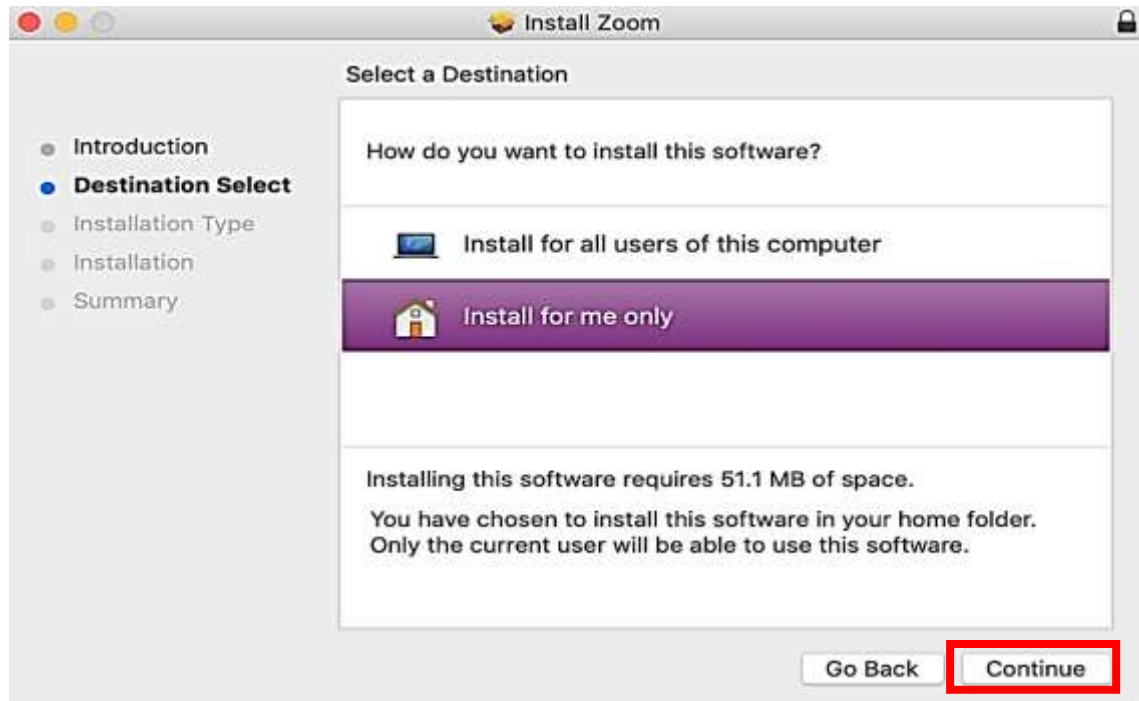 Install Zoom
Select a Destination
Introduction
Destination Select
Installation Type
Installation
Summary
How do you want to install this software?
Install for all users of this computer
Install for me only
Installing this software requires 51.1 MB of space.
You have chosen to install this software in your home folder.
Only the current user will be able to use this software.
Go Back
Continue